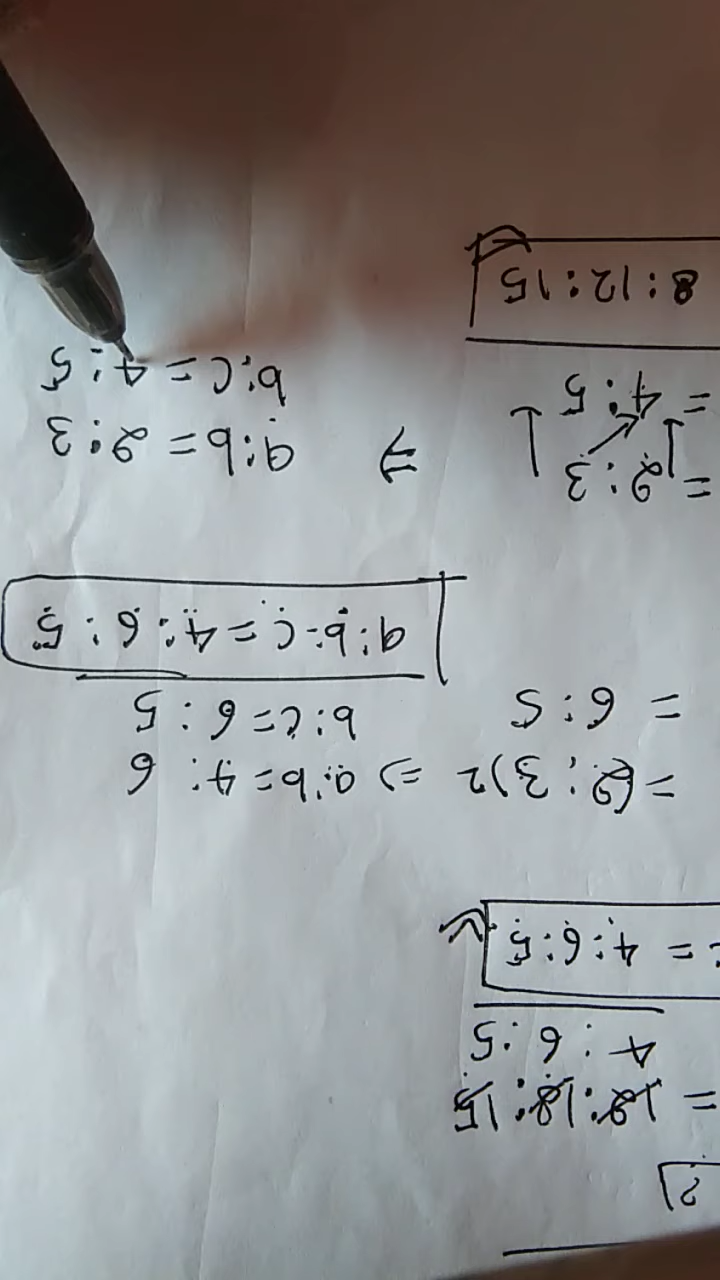 = 12:18:15
4 : 6 : 5
= 4:6:5
= (2:3)2 ⇒ a:b = 4: 6
= 6:5 b:c = 6:5
a:b:c = 4:6:5
= 2:3 ⇒ a:b = 2:3
= 4:5 b:c = 4:5
8:12:15